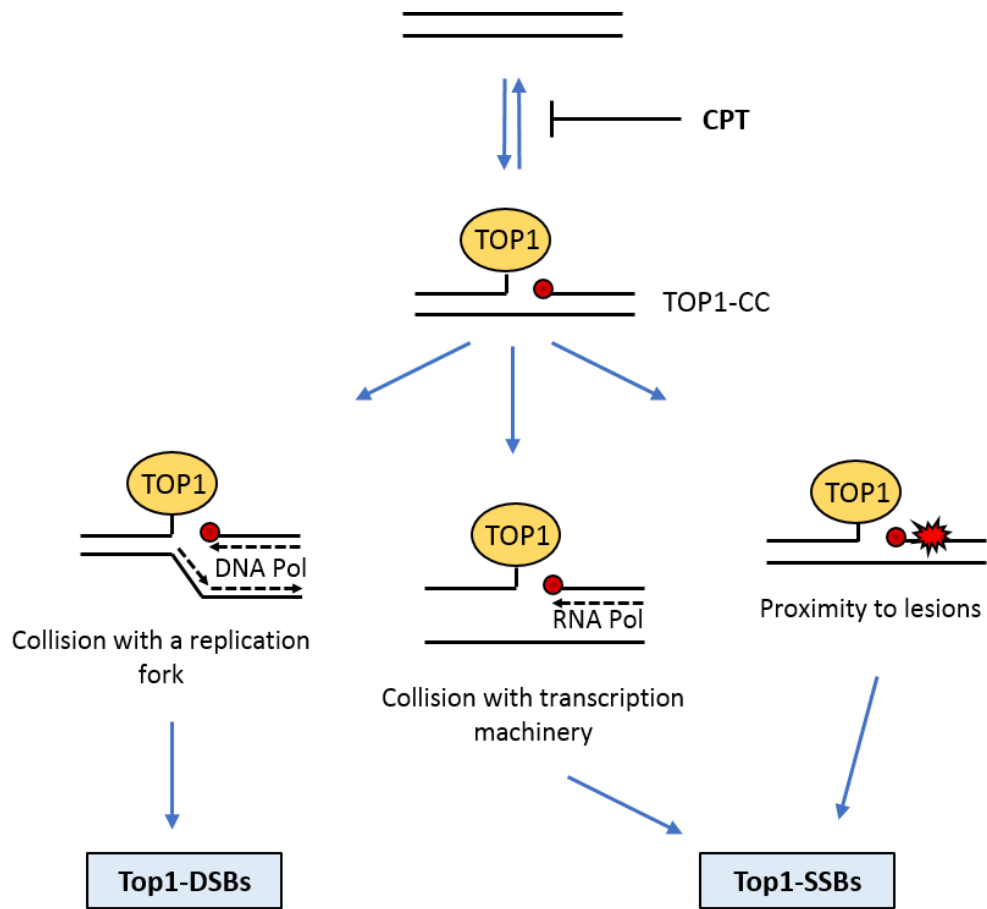 CPT
TOP1
TOP1-CC
TOP1
DNA Pol
Collision with a replication
fork
TOP1
RNA Pol
Collision with transcription
machinery
TOP1
Proximity to lesions
Top1-DSBs
Top1-SSBs